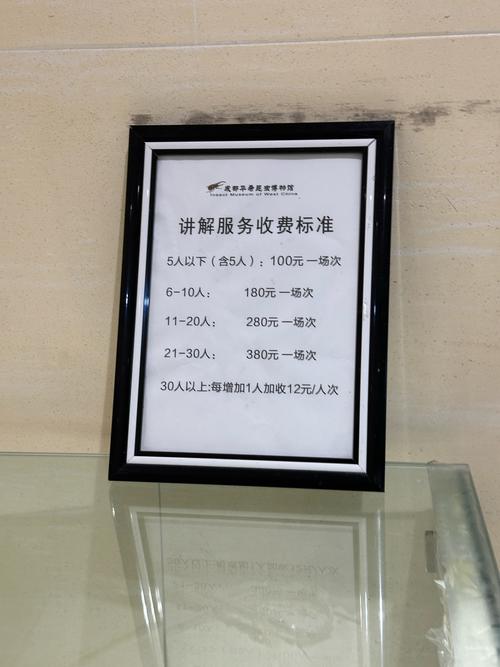 成都华希昆虫博物馆
Insect Museum of West China
讲解服务收费标准
5人以下（含5人）：100元一场次
6-10人： 180元一场次
11-20人： 280元一场次
21-30人： 380元一场次
30人以上:每增加1人加收12元/人次